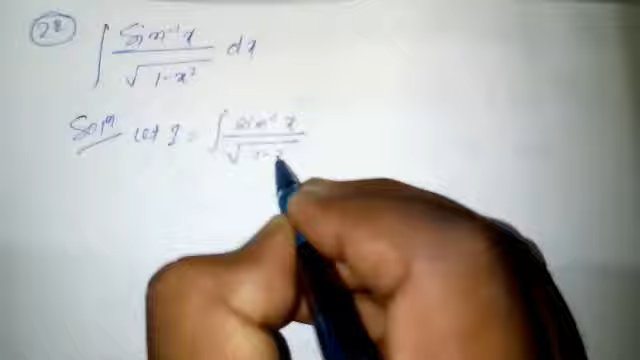 28
∫ Sin⁻¹x / √1-x² dx
Solⁿ let I = ∫ Sin⁻¹x / √1-x²